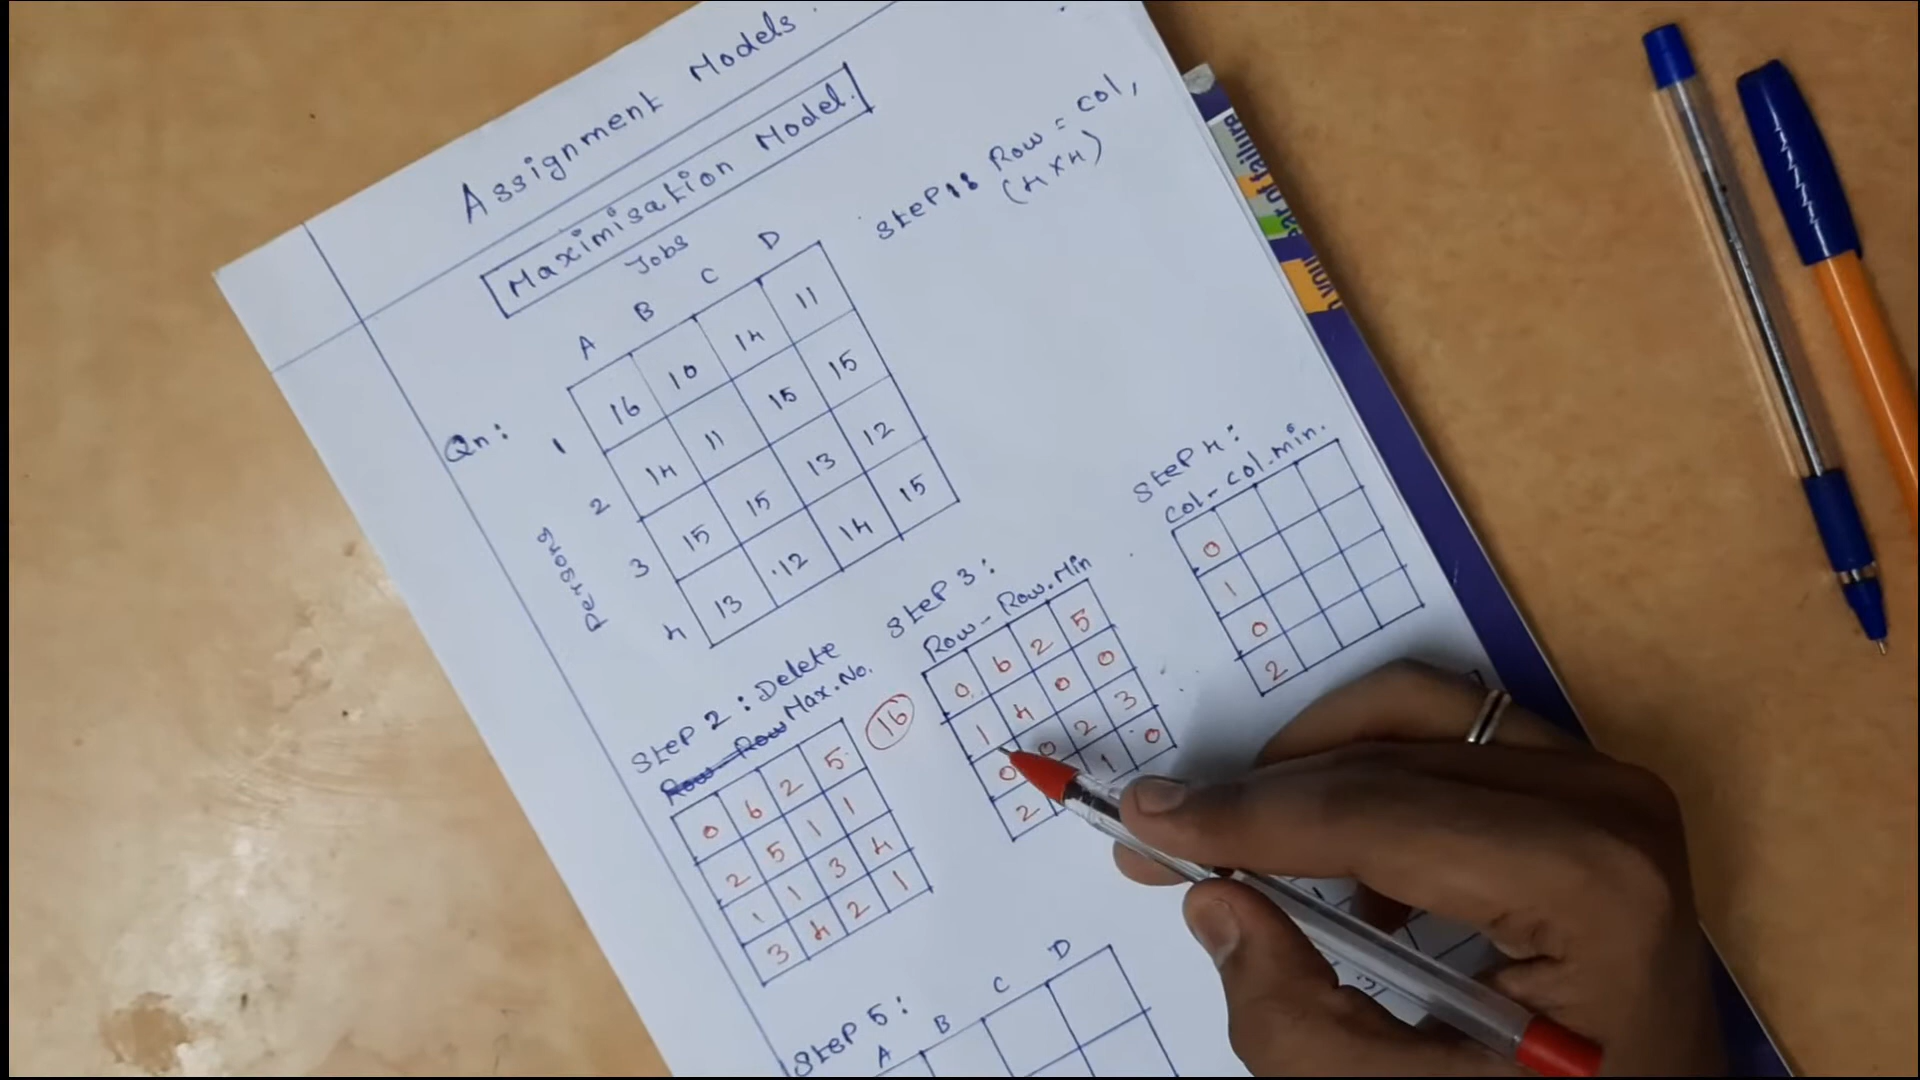 Assignment Models
Maximisation Model.
Jobs
A B C D
Qn:
Persons
1 16 10 14 11
2 14 11 15 15
3 15 15 13 12
4 13 12 14 15
Step 1: Row = Col,
(4x4)
Step 2: Delete
Max. No.
16
0 6 2 5
2 5 1 1
1 1 3 4
3 4 2 1
Step 3:
Row - Row. Min
0 6 2 5
1 4 0 0
0 0 2 3
2 1 0
Step 4:
Col - Col. min.
0
1
0
2
Step 5:
A B C D
ear of failure